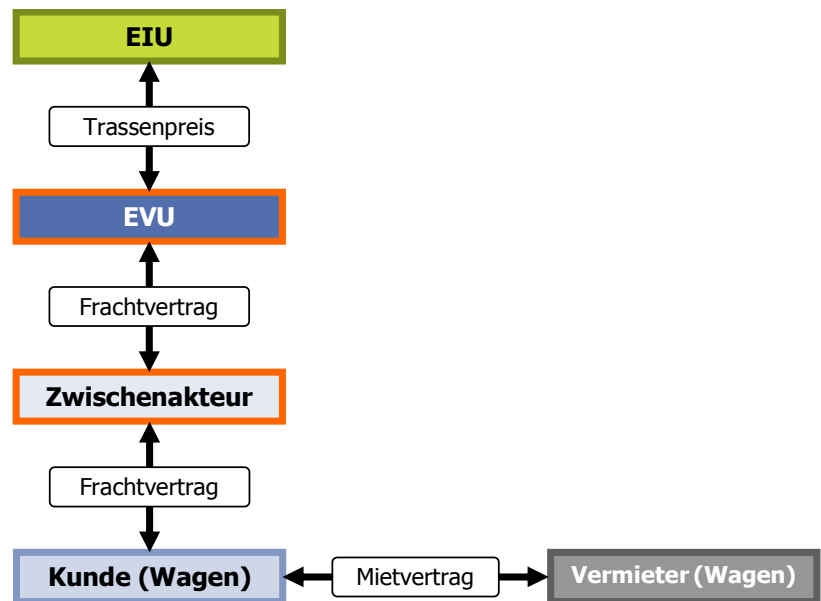 EIU
Trassenpreis
EVU
Frachtvertrag
Zwischenakteur
Frachtvertrag
Kunde (Wagen)
Mietvertrag
Vermieter (Wagen)